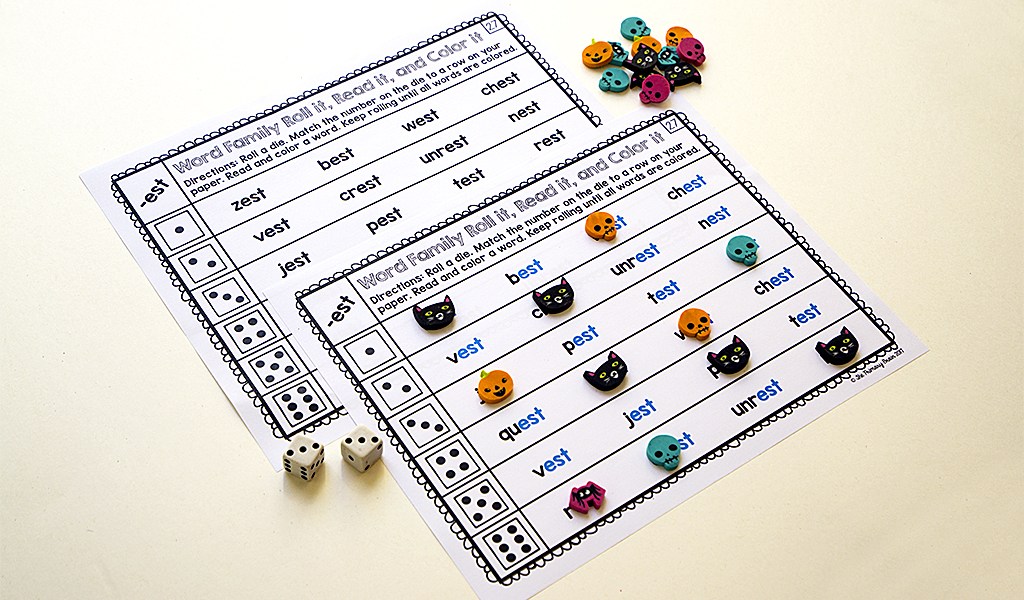 27
Word Family Roll it, Read it, and Color it
Directions: Roll a die. Match the number on the die to a row on your
paper. Read and color a word. Keep rolling until all words are colored.
-est
zest best west chest
vest crest unrest nest
jest pest test rest
27
Word Family Roll it, Read it, and Color it
Directions: Roll a die. Match the number on the die to a row on your
paper. Read and color a word. Keep rolling until all words are colored.
-est
best chest
vest unrest nest
pest test
quest chest
vest jest test
unrest